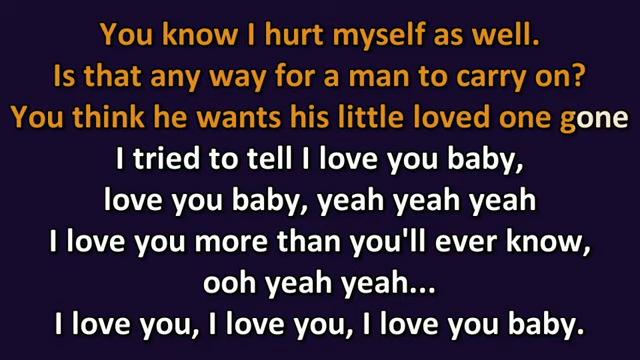 You know I hurt myself as well.
Is that any way for a man to carry on?
You think he wants his little loved one gone
I tried to tell I love you baby,
love you baby, yeah yeah yeah
I love you more than you'll ever know,
ooh yeah yeah...
I love you, I love you, I love you baby.